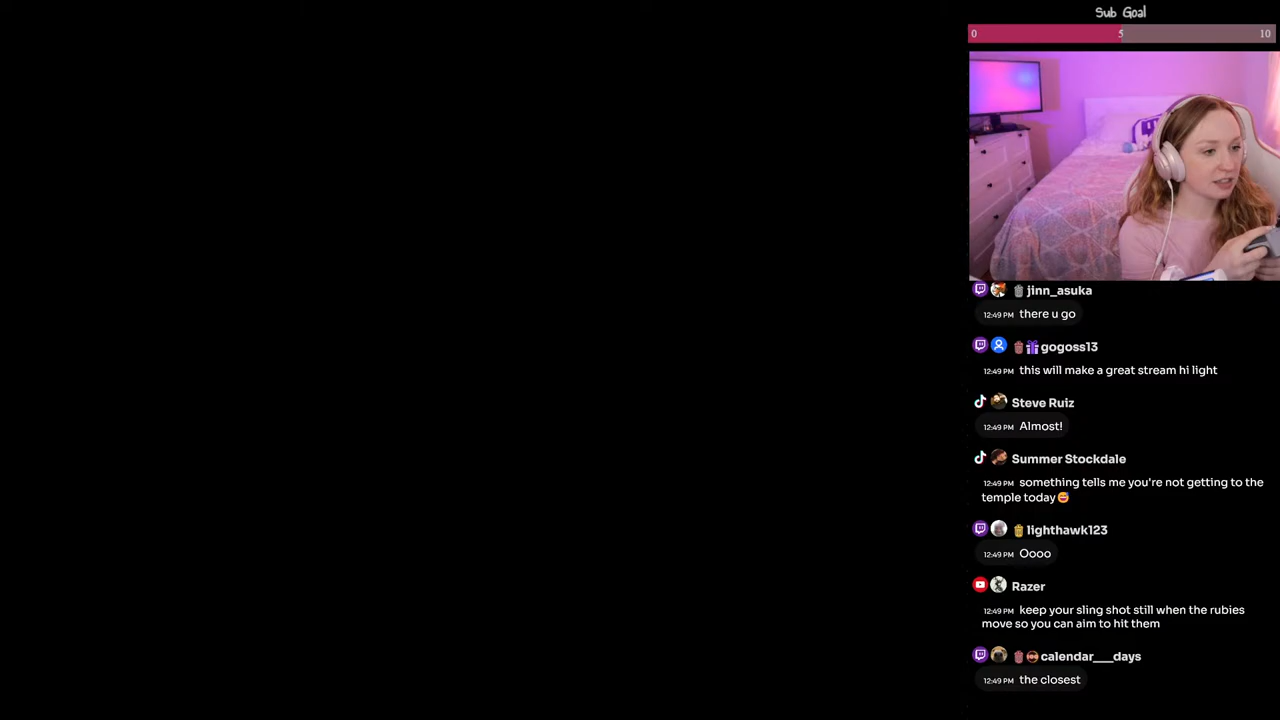 Sub Goal
0 5 10
jinn_asuka
12:49 PM there u go
gogoss13
12:49 PM this will make a great stream hi light
Steve Ruiz
12:49 PM Almost!
Summer Stockdale
12:49 PM something tells me you're not getting to the
temple today😅
lighthawk123
12:49 PM Oooo
Razer
12:49 PM keep your sling shot still when the rubies
move so you can aim to hit them
calendar___days
12:49 PM the closest